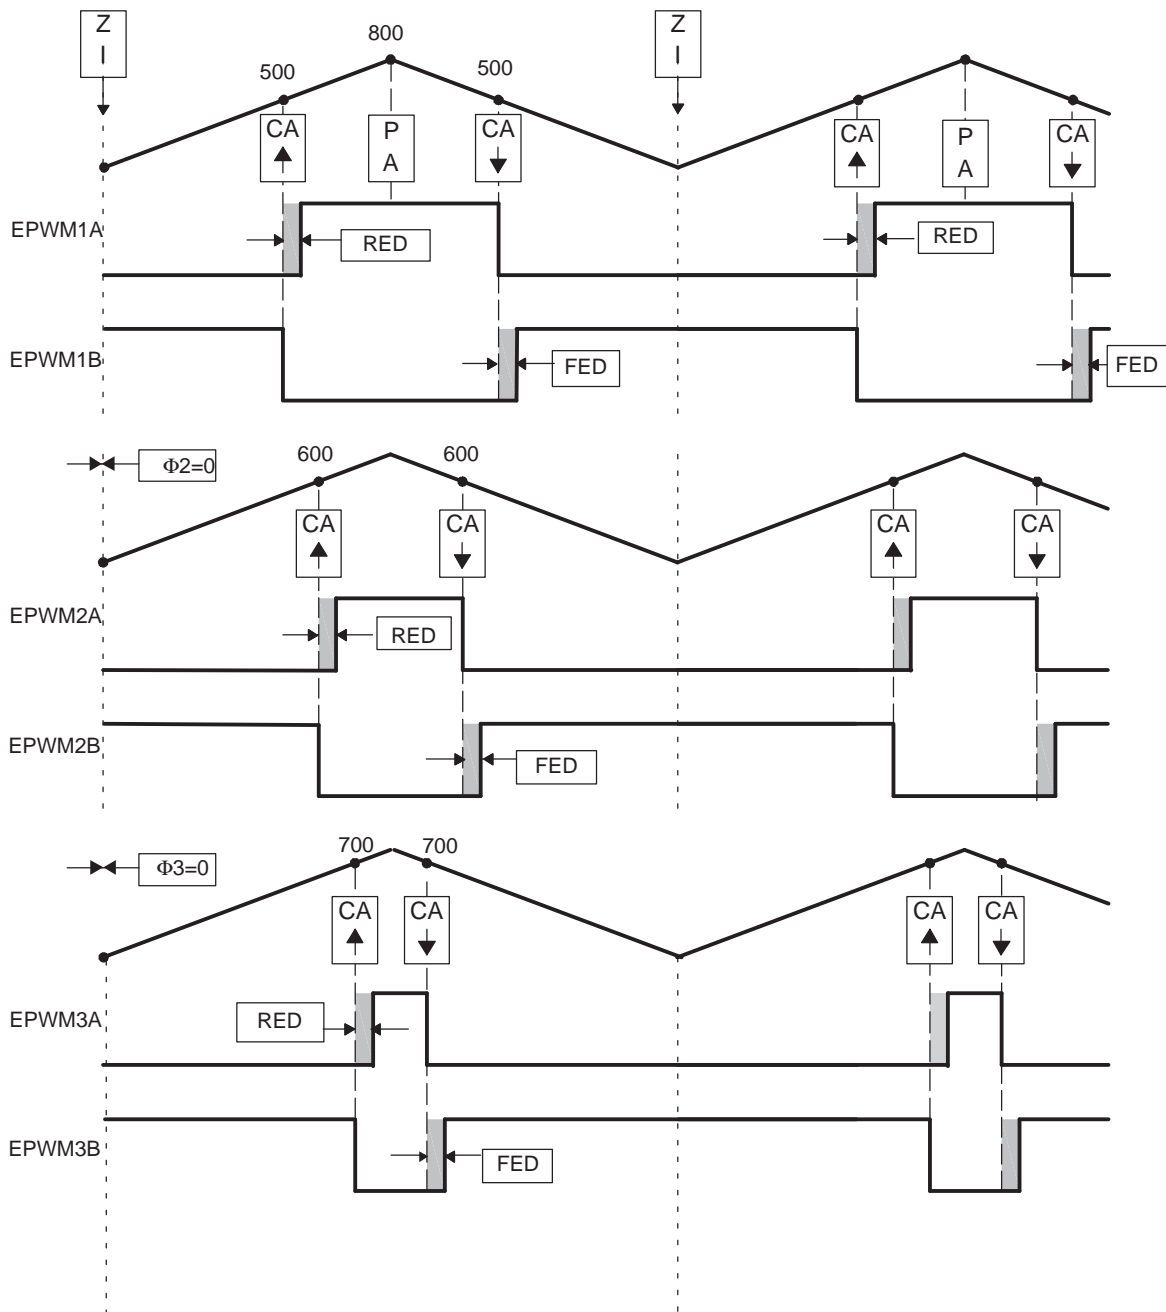 Z
I
Z
I
800
500
500
CA
P
A
CA
CA
P
A
CA
EPWM1A
RED
RED
EPWM1B
FED
FED
Φ2=0
600
600
CA
CA
CA
CA
EPWM2A
RED
EPWM2B
FED
Φ3=0
700
700
CA
CA
CA
CA
EPWM3A
RED
EPWM3B
FED